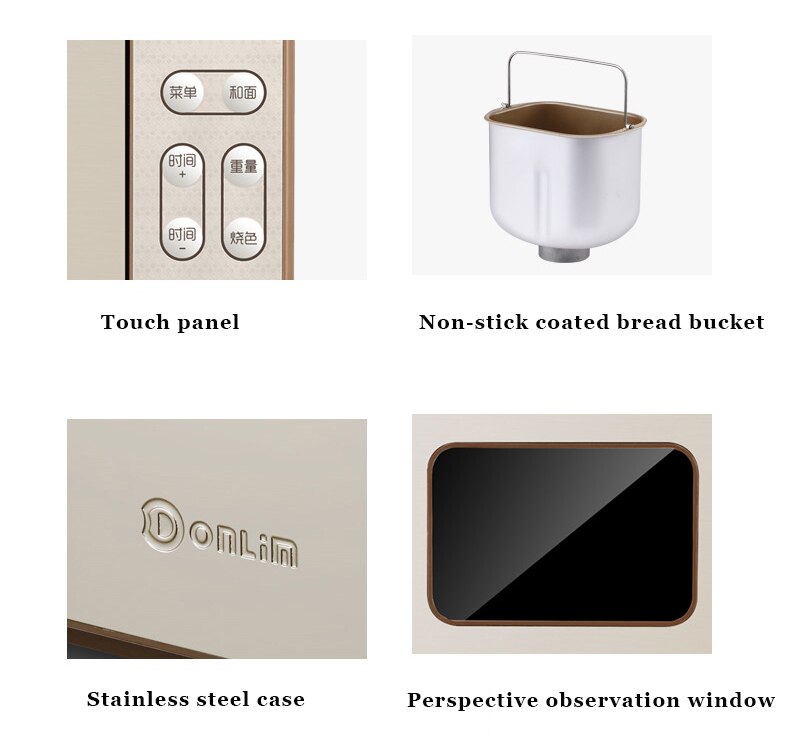 菜单 和面
时间 重量
+
时间 烧色
-
Touch panel
Non-stick coated bread bucket
DONLIM
Stainless steel case
Perspective observation window